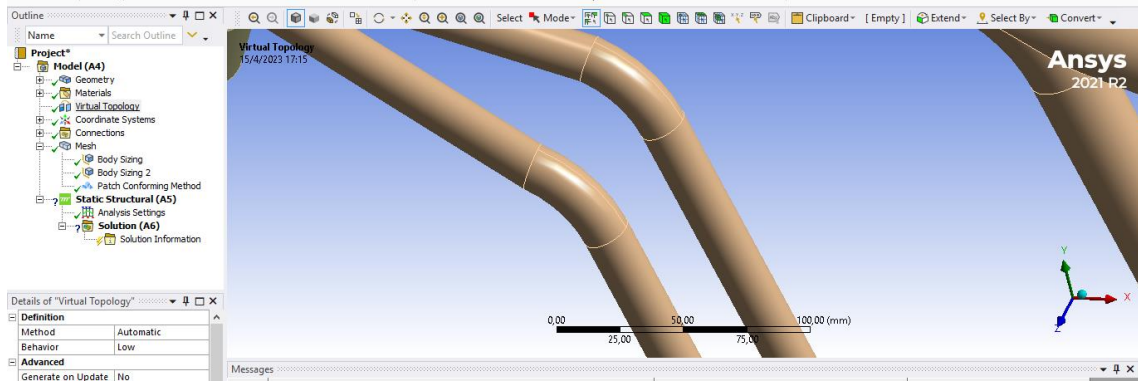 Outline
Select Mode Clipboard [ Empty ] Extend Select By Convert
Name Search Outline
Project*
Model (A4)
Geometry
Materials
Virtual Topology
Coordinate Systems
Connections
Mesh
Body Sizing
Body Sizing 2
Patch Conforming Method
Static Structural (A5)
Analysis Settings
Solution (A6)
Solution Information
Virtual Topology
15/4/2023 17:15
Ansys
2021 R2
Y
X
Z
0,00 50,00 100,00 (mm)
25,00 75,00
Details of "Virtual Topology"
Definition
Method Automatic
Behavior Low
Advanced
Generate on Update No
Messages